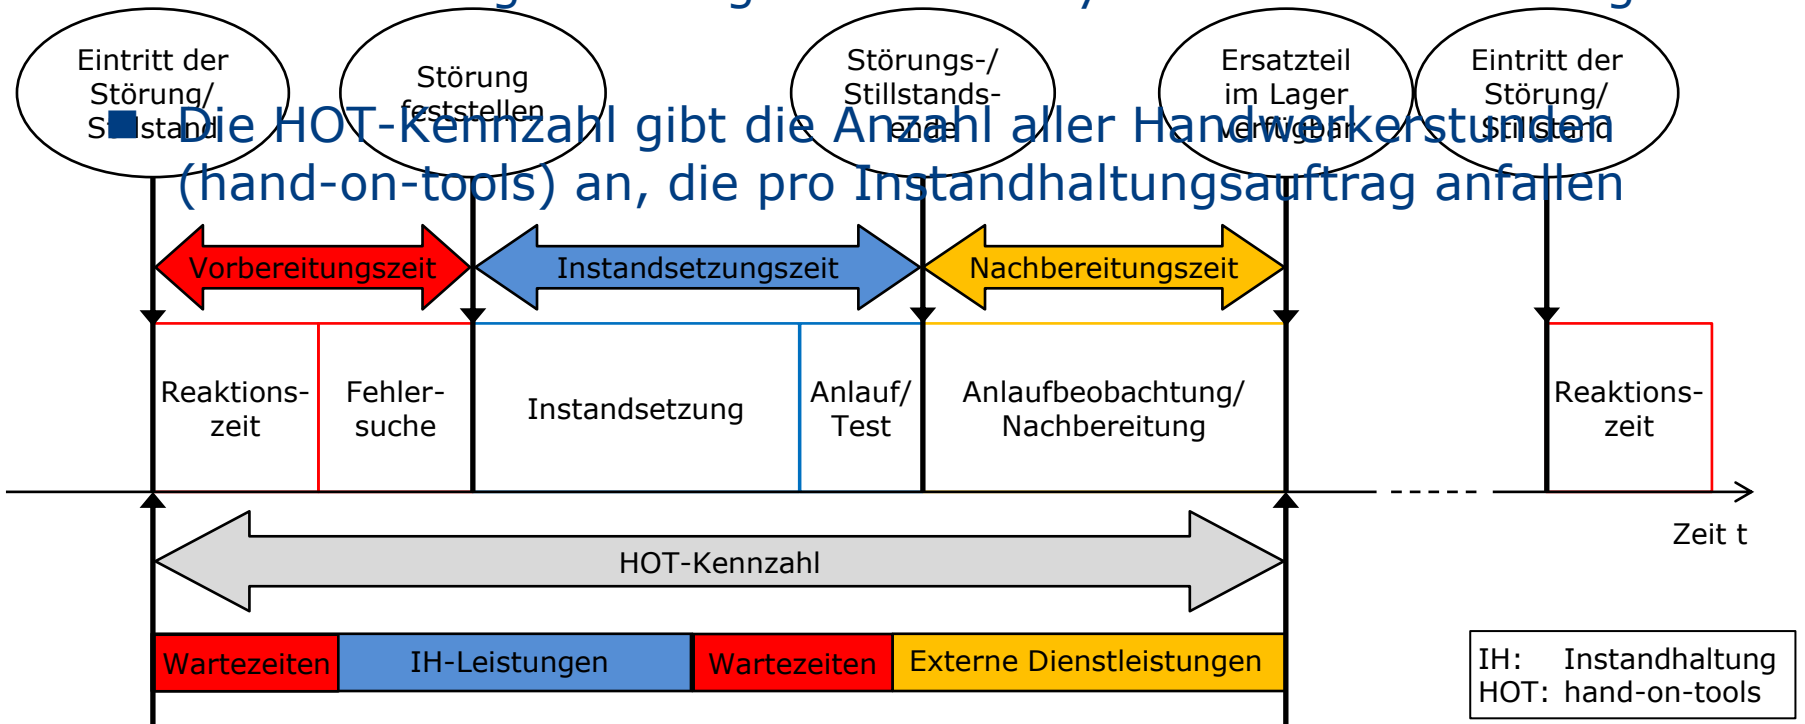 Eintritt der
Störung/
Stillstand
Störung
feststellen
Störungs-/
Stillstands-
ende
Ersatzteil
im Lager
verfügbar
Eintritt der
Störung/
Stillstand
Die HOT-Kennzahl gibt die Anzahl aller Handwerkerstunden
(hand-on-tools) an, die pro Instandhaltungsauftrag anfallen
Vorbereitungszeit
Instandsetzungszeit
Nachbereitungszeit
Reaktions-
zeit
Fehler-
suche
Instandsetzung
Anlauf/
Test
Anlaufbeobachtung/
Nachbereitung
Reaktions-
zeit
Zeit t
HOT-Kennzahl
Wartezeiten
IH-Leistungen
Wartezeiten
Externe Dienstleistungen
IH: Instandhaltung
HOT: hand-on-tools